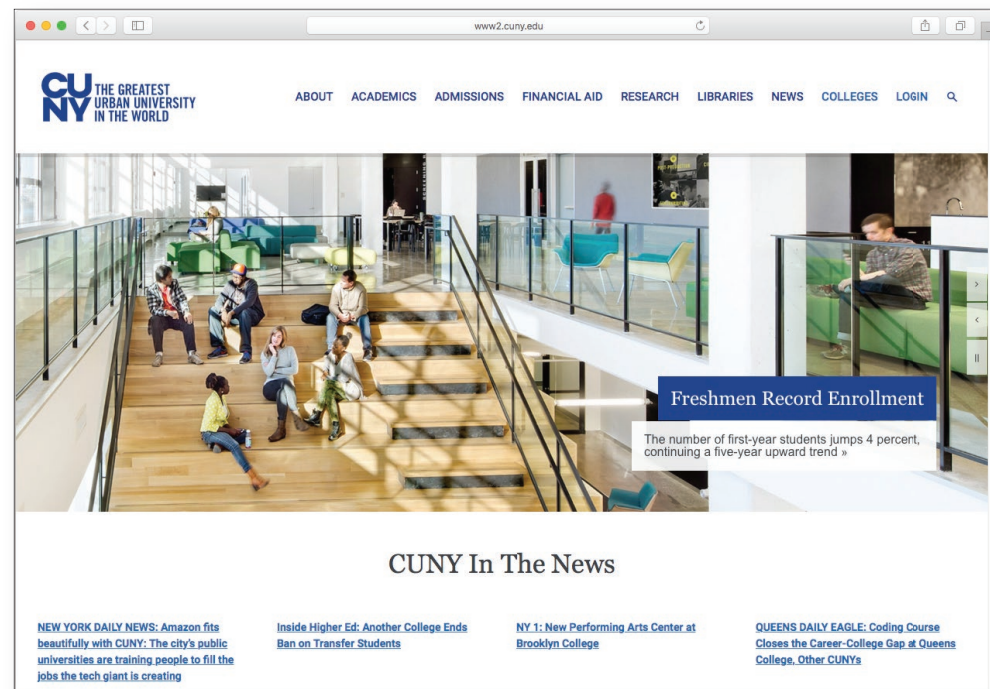 www2.cuny.edu
CU
NY
THE GREATEST
URBAN UNIVERSITY
IN THE WORLD
ABOUT ACADEMICS ADMISSIONS FINANCIAL AID RESEARCH LIBRARIES NEWS COLLEGES LOGIN
Freshmen Record Enrollment
The number of first-year students jumps 4 percent,
continuing a five-year upward trend »
CUNY In The News
NEW YORK DAILY NEWS: Amazon fits
beautifully with CUNY: The city's public
universities are training people to fill the
jobs the tech giant is creating
Inside Higher Ed: Another College Ends
Ban on Transfer Students
NY 1: New Performing Arts Center at
Brooklyn College
QUEENS DAILY EAGLE: Coding Course
Closes the Career-College Gap at Queens
College, Other CUNYs